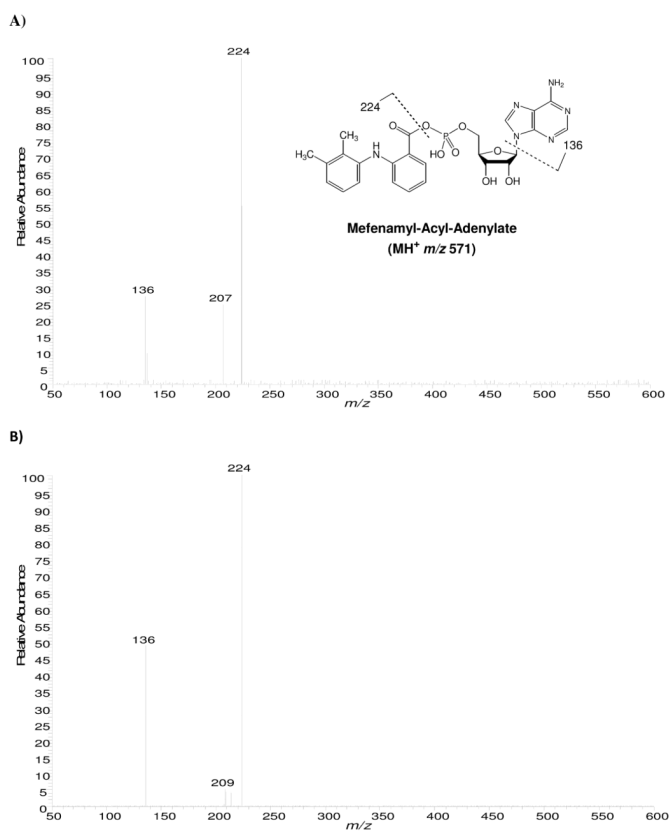 A)
224
100
95
90
85
80
75
70
65
60
55
50
45
40
35
30
25
20
15
10
5
0
Relative Abundance
136
207
50 100 150 200 250 300 350 400 450 500 550 600
m/z
NH2
N
N
N
N
224
136
O
O
P
O
HO
O
O
OH OH
H
N
CH3
H3C
Mefenamyl-Acyl-Adenylate
(MH+ m/z 571)
B)
224
100
95
90
85
80
75
70
65
60
55
50
45
40
35
30
25
20
15
10
5
0
Relative Abundance
136
209
50 100 150 200 250 300 350 400 450 500 550 600
m/z